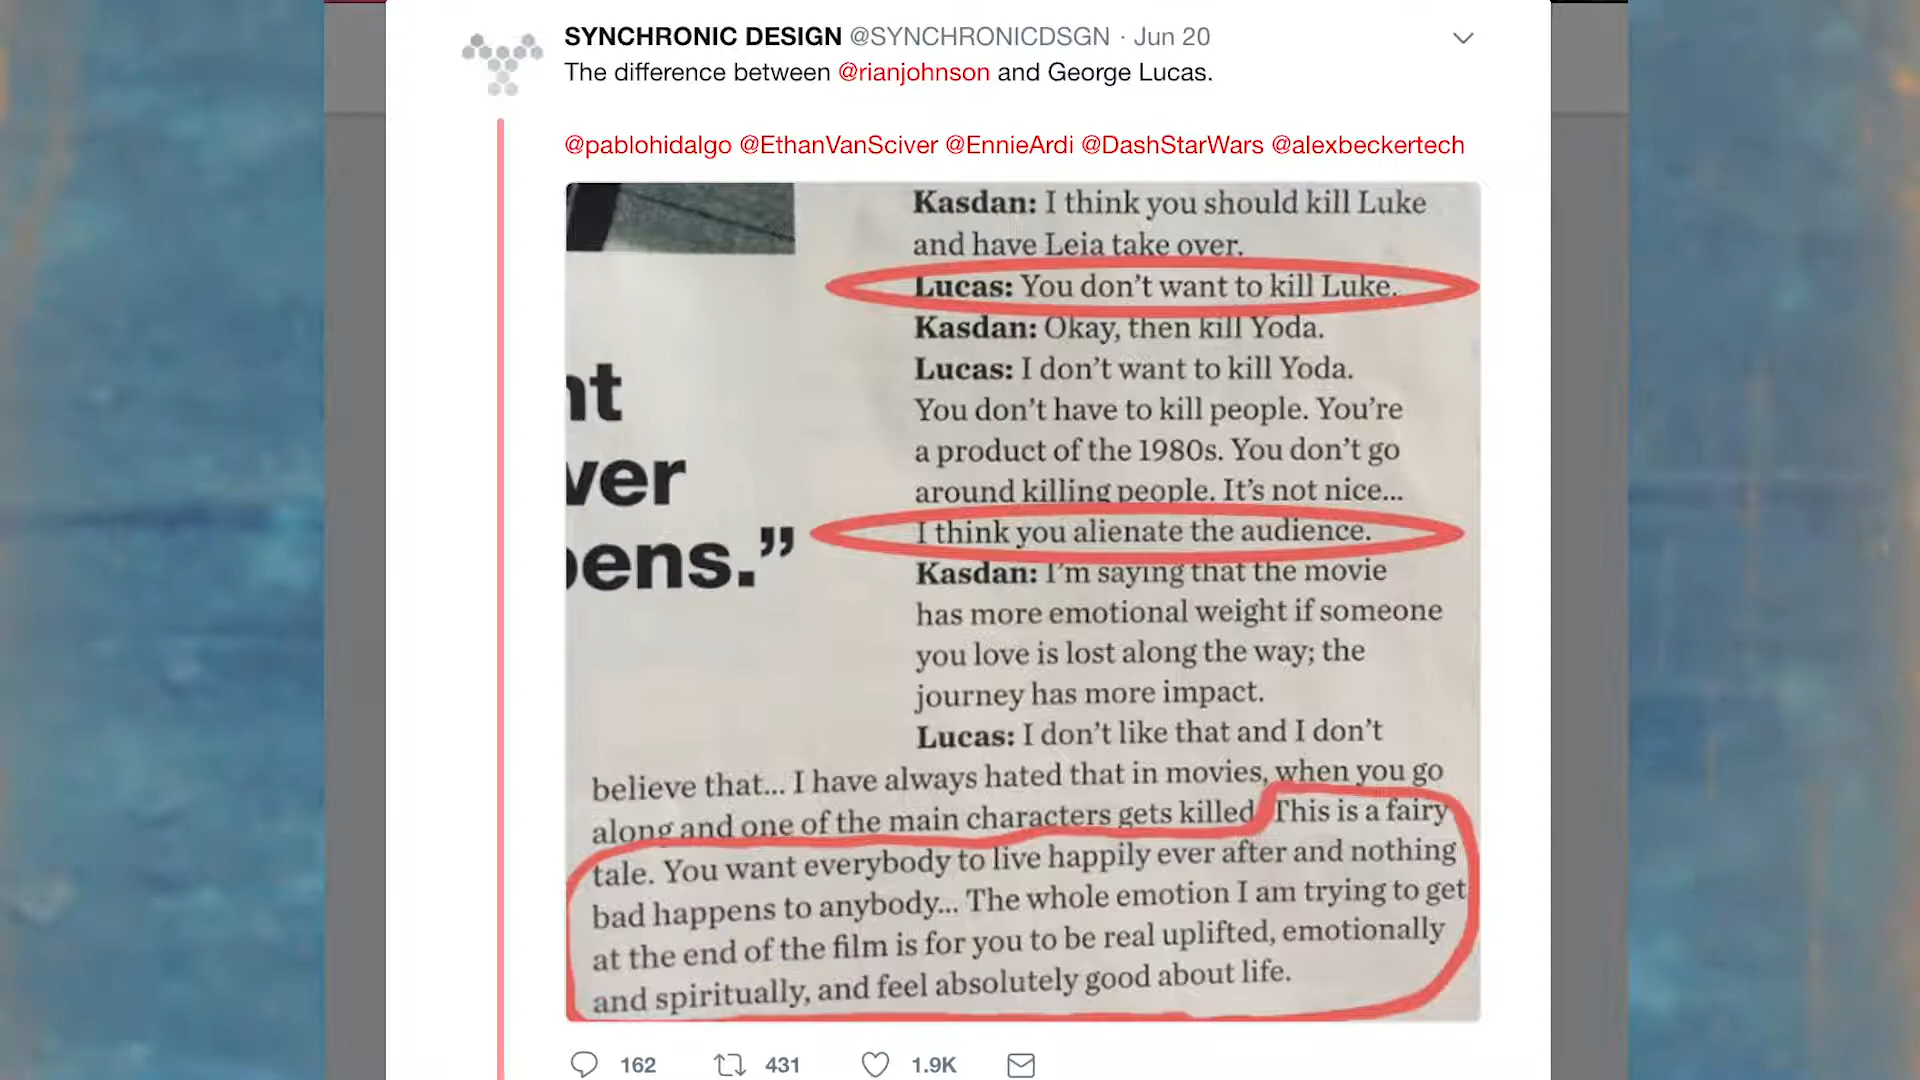 SYNCHRONIC DESIGN @SYNCHRONICDSGN · Jun 20
The difference between @rianjohnson and George Lucas.
@pablohidalgo @EthanVanSciver @EnnieArdi @DashStarWars @alexbeckertech
Kasdan: I think you should kill Luke
and have Leia take over.
Lucas: You don't want to kill Luke.
Kasdan: Okay, then kill Yoda.
Lucas: I don't want to kill Yoda.
You don't have to kill people. You're
a product of the 1980s. You don't go
around killing people. It's not nice...
I think you alienate the audience.
Kasdan: I'm saying that the movie
has more emotional weight if someone
you love is lost along the way; the
journey has more impact.
Lucas: I don't like that and I don't
believe that... I have always hated that in movies, when you go
along and one of the main characters gets killed. This is a fairy
tale. You want everybody to live happily ever after and nothing
bad happens to anybody... The whole emotion I am trying to get
at the end of the film is for you to be real uplifted, emotionally
and spiritually, and feel absolutely good about life.
nt
ver
pens.”
162 431 1.9K